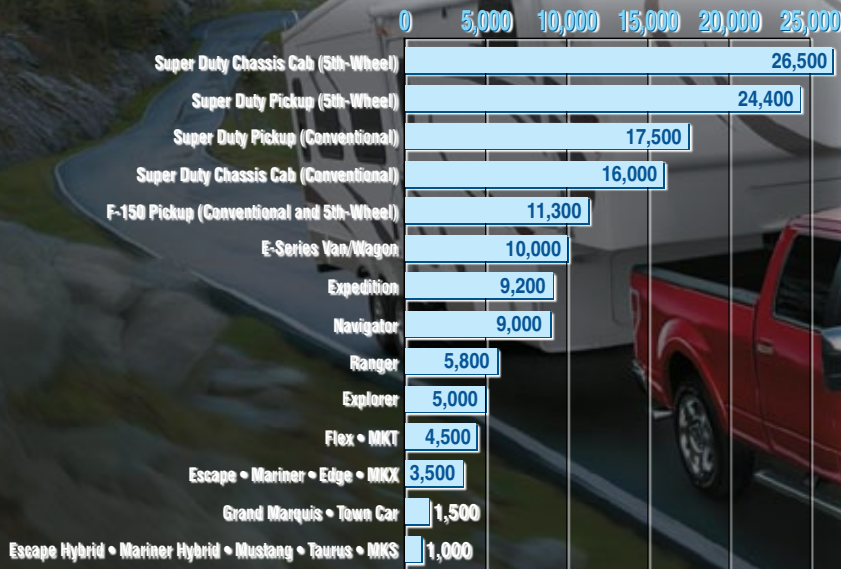 0 5,000 10,000 15,000 20,000 25,000
Super Duty Chassis Cab (5th-Wheel) 26,500
Super Duty Pickup (5th-Wheel) 24,400
Super Duty Pickup (Conventional) 17,500
Super Duty Chassis Cab (Conventional) 16,000
F-150 Pickup (Conventional and 5th-Wheel) 11,300
E-Series Van/Wagon 10,000
Expedition 9,200
Navigator 9,000
Ranger 5,800
Explorer 5,000
Flex • MKT 4,500
Escape • Mariner • Edge • MKX 3,500
Grand Marquis • Town Car 1,500
Escape Hybrid • Mariner Hybrid • Mustang • Taurus • MKS 1,000